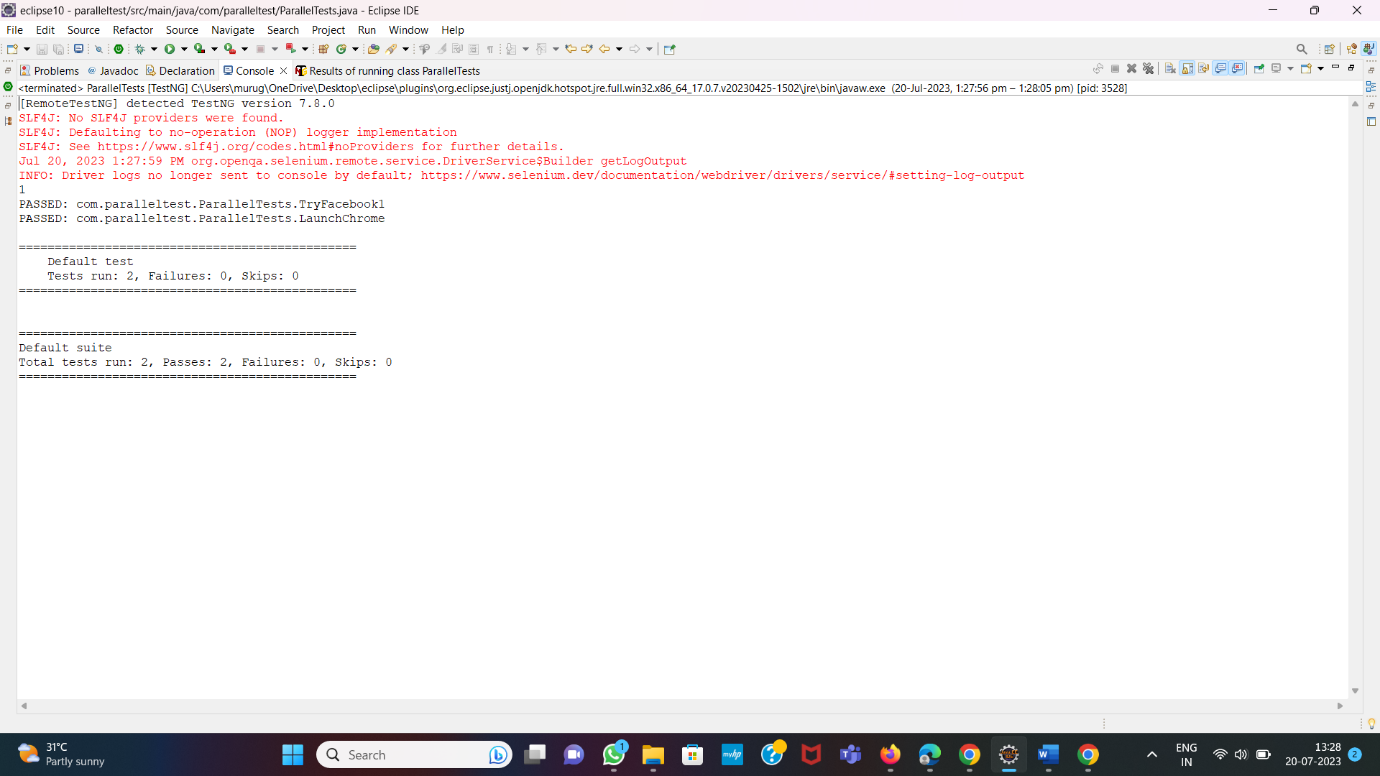 eclipse10 - paralleltest/src/main/java/com/paralleltest/ParallelTests.java - Eclipse IDE
File Edit Source Refactor Source Navigate Search Project Run Window Help
Problems @ Javadoc Declaration Console Results of running class ParallelTests
<terminated> ParallelTests [TestNG] C:\Users\murug\OneDrive\Desktop\eclipse\plugins\org.eclipse.justj.openjdk.hotspot.jre.full.win32.x86_64_17.0.7.v20230425-1502\jre\bin\javaw.exe (20-Jul-2023, 1:27:56 pm – 1:28:05 pm) [pid: 3528]
[RemoteTestNG] detected TestNG version 7.8.0
SLF4J: No SLF4J providers were found.
SLF4J: Defaulting to no-operation (NOP) logger implementation
SLF4J: See https://www.slf4j.org/codes.html#noProviders for further details.
Jul 20, 2023 1:27:59 PM org.openqa.selenium.remote.service.DriverService$Builder getLogOutput
INFO: Driver logs no longer sent to console by default; https://www.selenium.dev/documentation/webdriver/drivers/service/#setting-log-output
1
PASSED: com.paralleltest.ParallelTests.TryFacebook1
PASSED: com.paralleltest.ParallelTests.LaunchChrome
===============================================
Default test
Tests run: 2, Failures: 0, Skips: 0
===============================================
===============================================
Default suite
Total tests run: 2, Passes: 2, Failures: 0, Skips: 0
===============================================
31°C
Partly sunny
Search
1
myhp
ENG
IN
13:28
20-07-2023
2